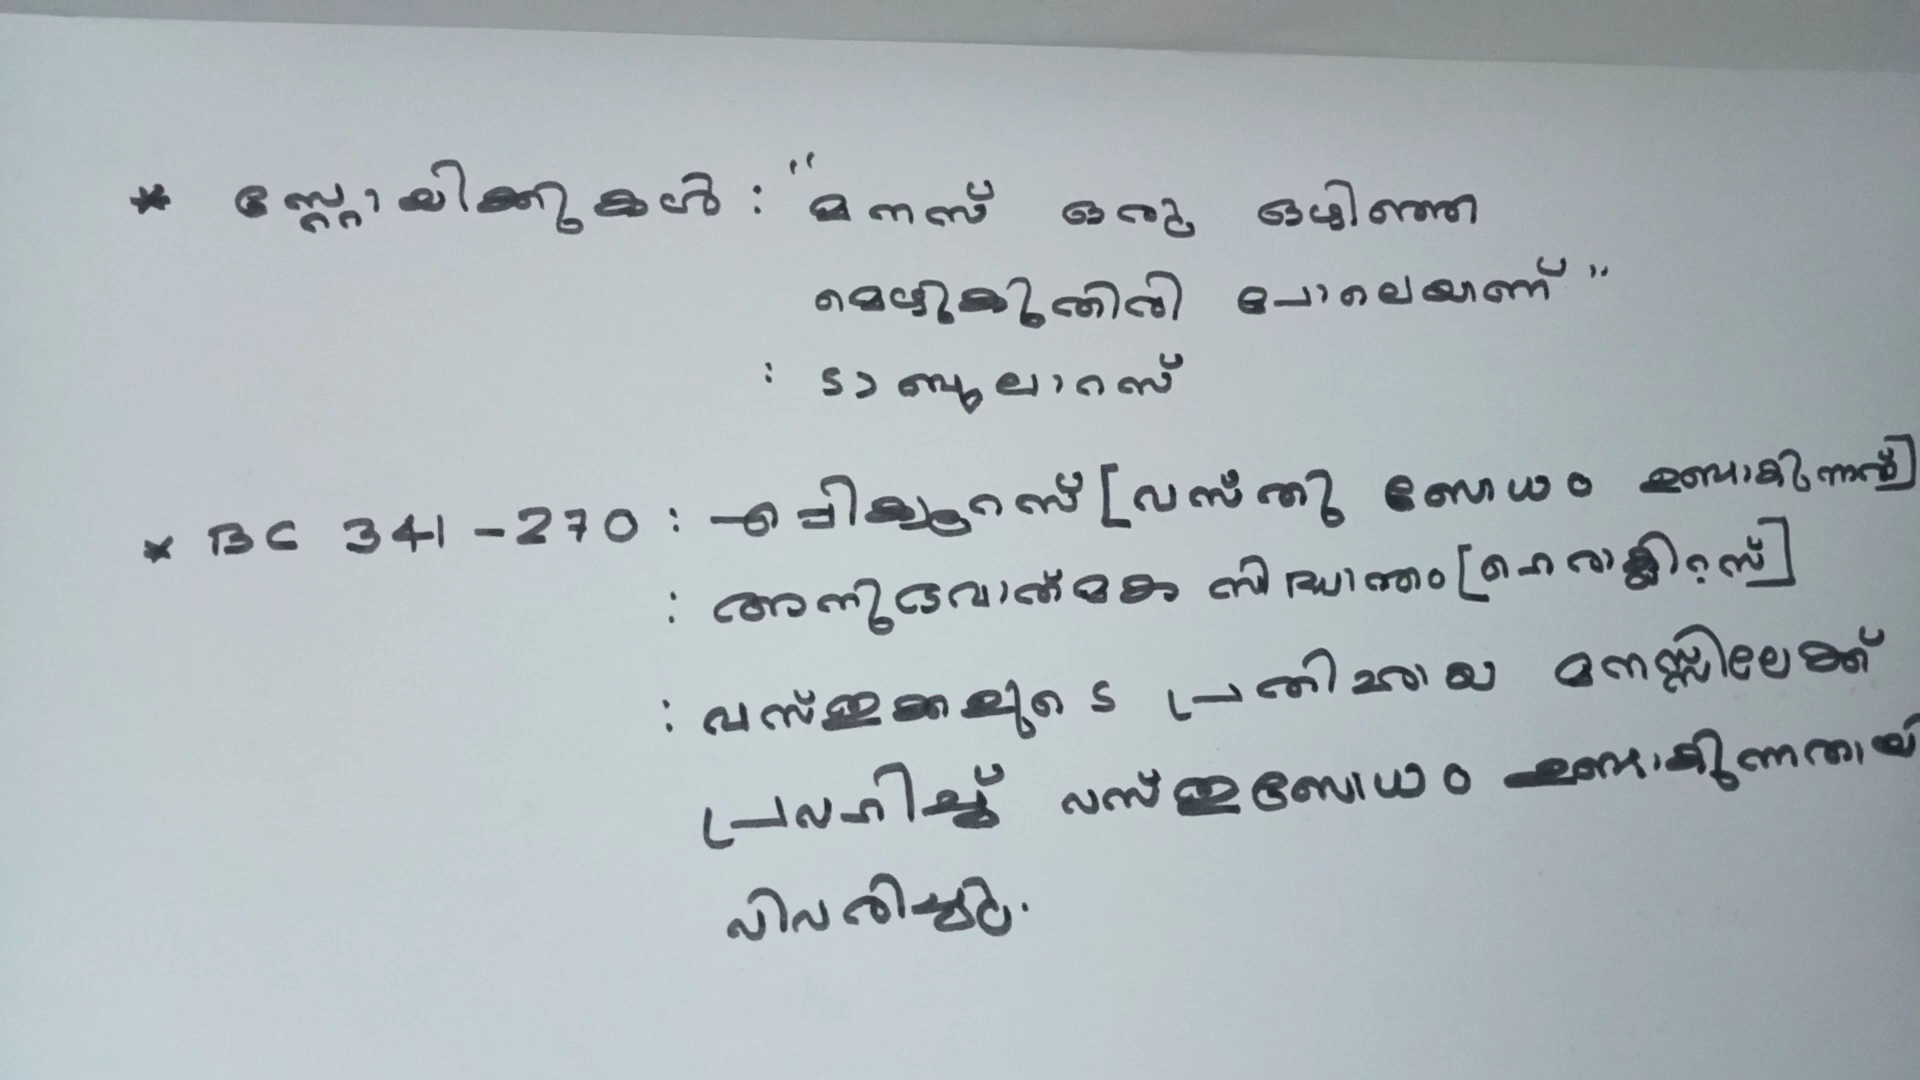 * സ്റ്റോയിക്കുകൾ : "മനസ് ഒരു ഒഴിഞ്ഞ
മെഴുകുതിരി പോലെയാണ്"
: ടാബുലാറസ്
* BC 341-270 : എപ്പിക്യൂറസ് [വസ്തു ബോധം ഉണ്ടാകുന്നത്]
: അനുഭവാത്മക സിദ്ധാന്തം [ഹെരാക്ലിറ്റസ്]
: വസ്തുക്കളുടെ പ്രതിഛായ മനസ്സിലേക്ക്
പ്രവഹിച്ച് വസ്തുബോധം ഉണ്ടാകുന്നതായി
വിവരിച്ചു.